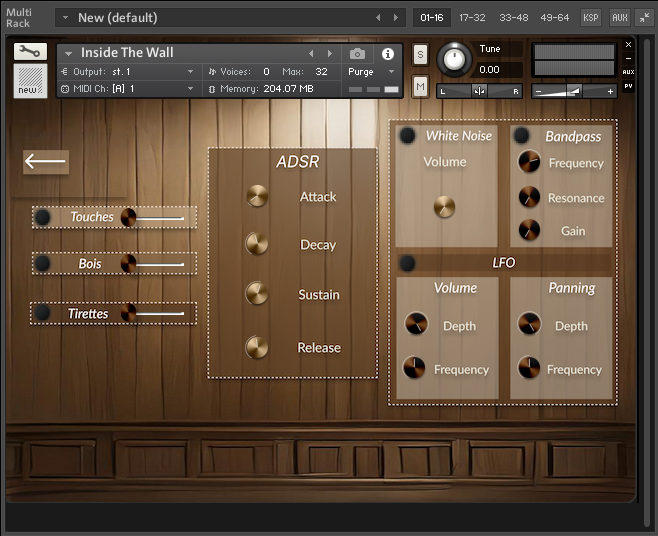 Multi
Rack
New (default)
01-16 17-32 33-48 49-64 KSP AUX
Inside The Wall
Output: st. 1 Voices: 0 Max: 32 Purge
MIDI Ch: [A] 1 Memory: 204.07 MB
new
S
M
Tune
0.00
L R
- +
×
–
AUX
PV
ADSR
Attack
Decay
Sustain
Release
Touches
Bois
Tirettes
White Noise
Volume
Bandpass
Frequency
Resonance
Gain
LFO
Volume
Depth
Frequency
Panning
Depth
Frequency